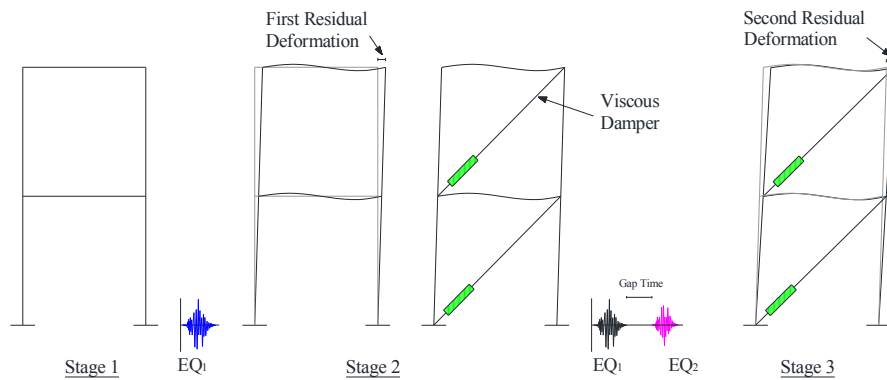 First Residual
Deformation
Second Residual
Deformation
Viscous
Damper
Gap Time
EQ1
EQ1
EQ2
Stage 1
Stage 2
Stage 3